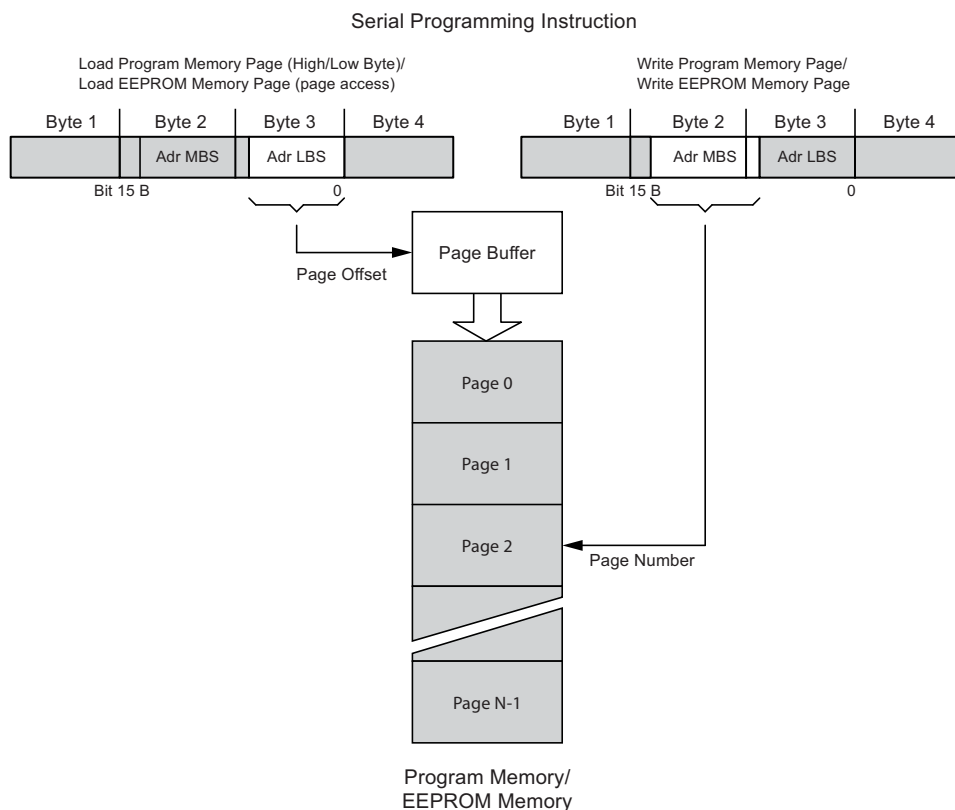 Serial Programming Instruction
Load Program Memory Page (High/Low Byte)/
Load EEPROM Memory Page (page access)
Write Program Memory Page/
Write EEPROM Memory Page
Byte 1 Byte 2 Byte 3 Byte 4
Byte 1 Byte 2 Byte 3 Byte 4
Adr MBS Adr LBS
Adr MBS Adr LBS
Bit 15 B 0
Bit 15 B 0
Page Buffer
Page Offset
Page 0
Page 1
Page 2
Page Number
Page N-1
Program Memory/
EEPROM Memory